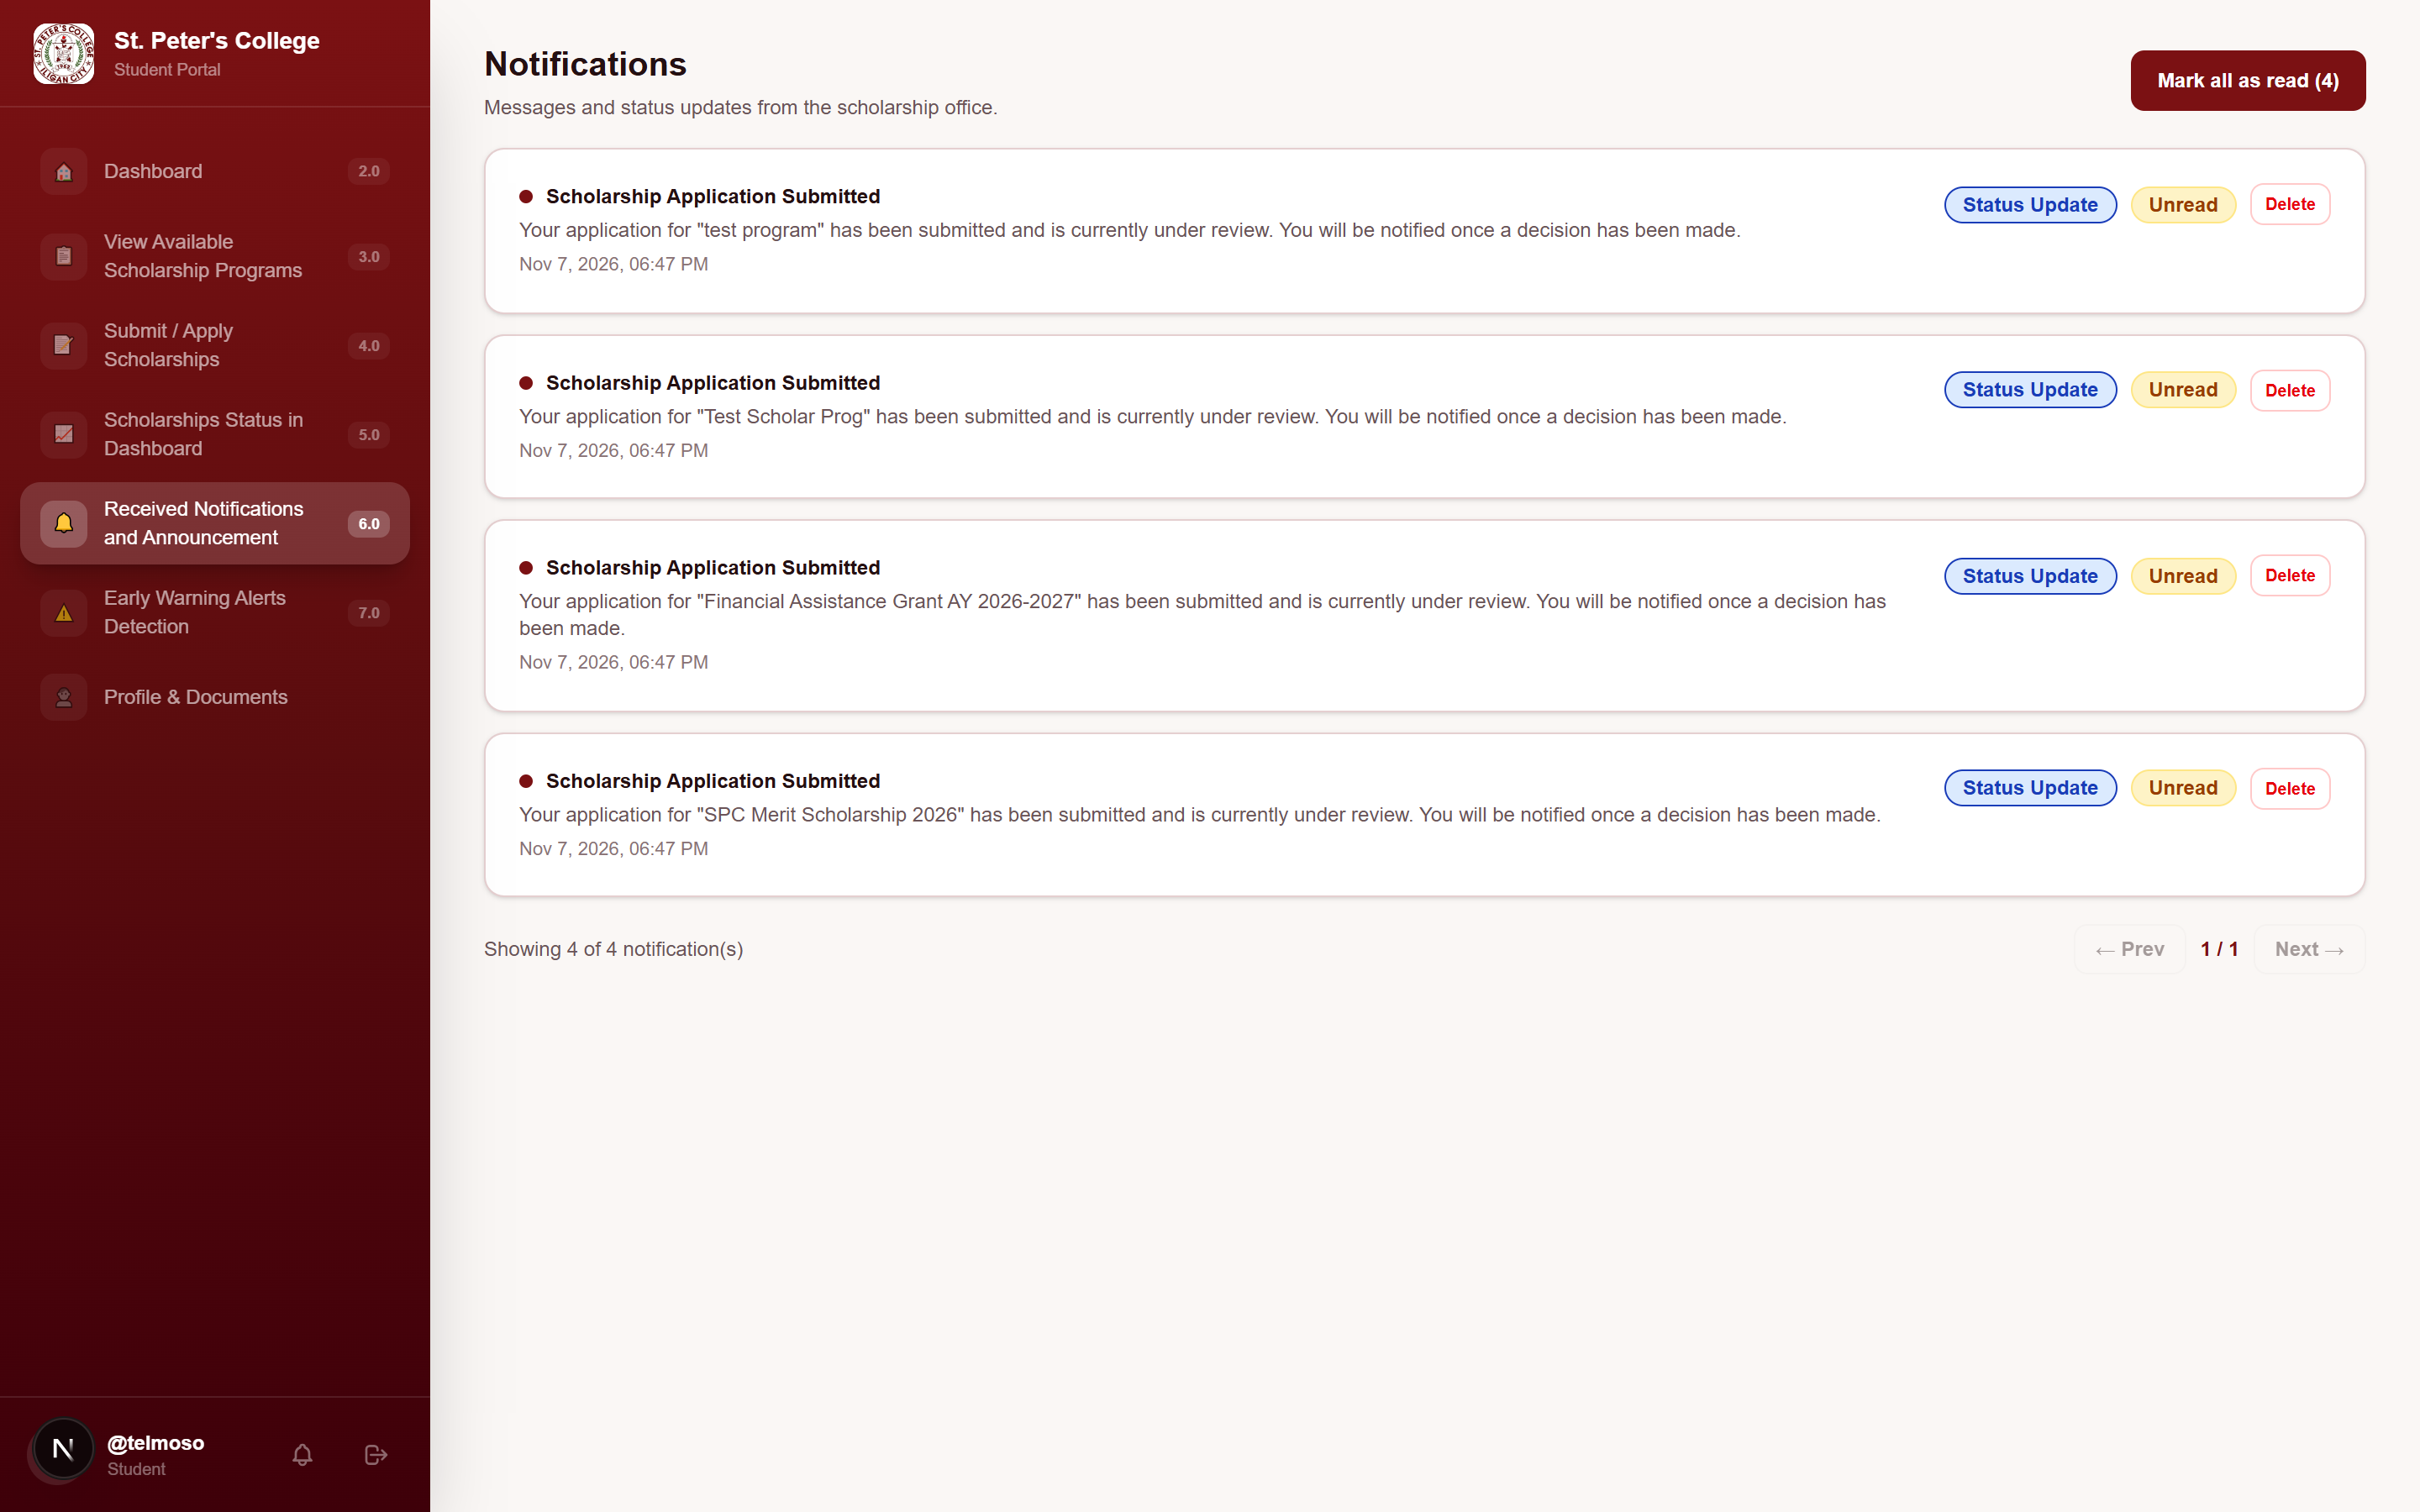 ST. PETER'S COLLEGE
ILIGAN CITY
St. Peter's College
Student Portal
Dashboard
2.0
View Available
Scholarship Programs
3.0
Submit / Apply
Scholarships
4.0
Scholarships Status in
Dashboard
5.0
Received Notifications
and Announcement
6.0
Early Warning Alerts
Detection
7.0
Profile & Documents
N
@telmoso
Student
Notifications
Messages and status updates from the scholarship office.
Mark all as read (4)
Scholarship Application Submitted
Your application for "test program" has been submitted and is currently under review. You will be notified once a decision has been made.
Nov 7, 2026, 06:47 PM
Status Update
Unread
Delete
Scholarship Application Submitted
Your application for "Test Scholar Prog" has been submitted and is currently under review. You will be notified once a decision has been made.
Nov 7, 2026, 06:47 PM
Status Update
Unread
Delete
Scholarship Application Submitted
Your application for "Financial Assistance Grant AY 2026-2027" has been submitted and is currently under review. You will be notified once a decision has
been made.
Nov 7, 2026, 06:47 PM
Status Update
Unread
Delete
Scholarship Application Submitted
Your application for "SPC Merit Scholarship 2026" has been submitted and is currently under review. You will be notified once a decision has been made.
Nov 7, 2026, 06:47 PM
Status Update
Unread
Delete
Showing 4 of 4 notification(s)
← Prev
1 / 1
Next →